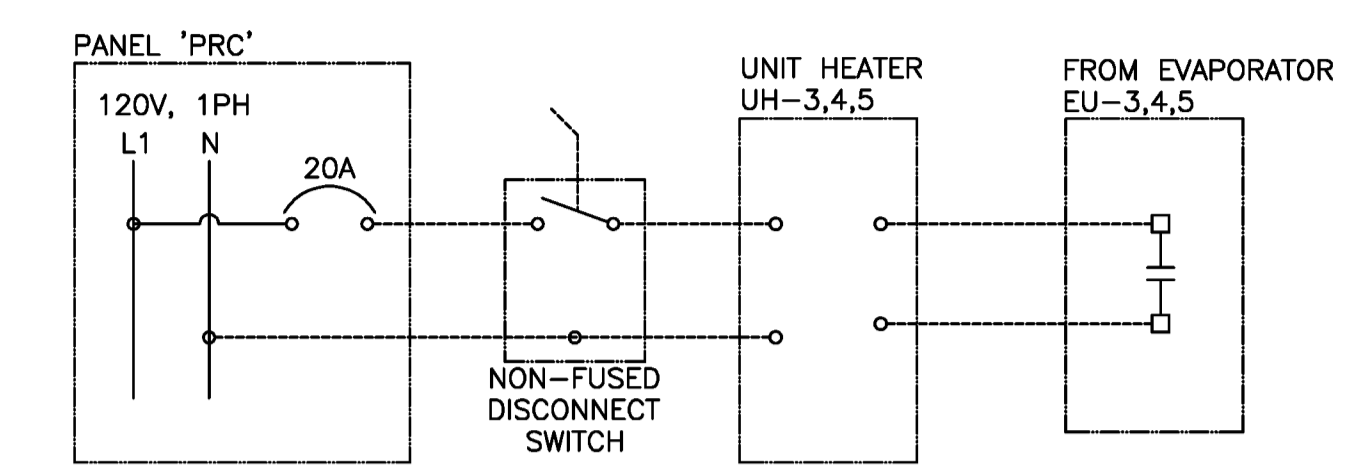 PANEL 'PRC'
120V, 1PH
L1 N
20A
NON-FUSED
DISCONNECT
SWITCH
UNIT HEATER
UH-3,4,5
FROM EVAPORATOR
EU-3,4,5